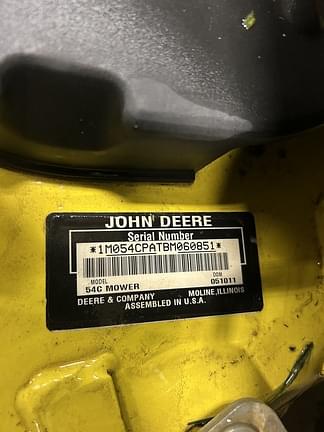 JOHN DEERE
Serial Number
*1M054CPATBM060851*
MODEL DOM
54C MOWER 051011
DEERE & COMPANY MOLINE, ILLINOIS
ASSEMBLED IN U.S.A.